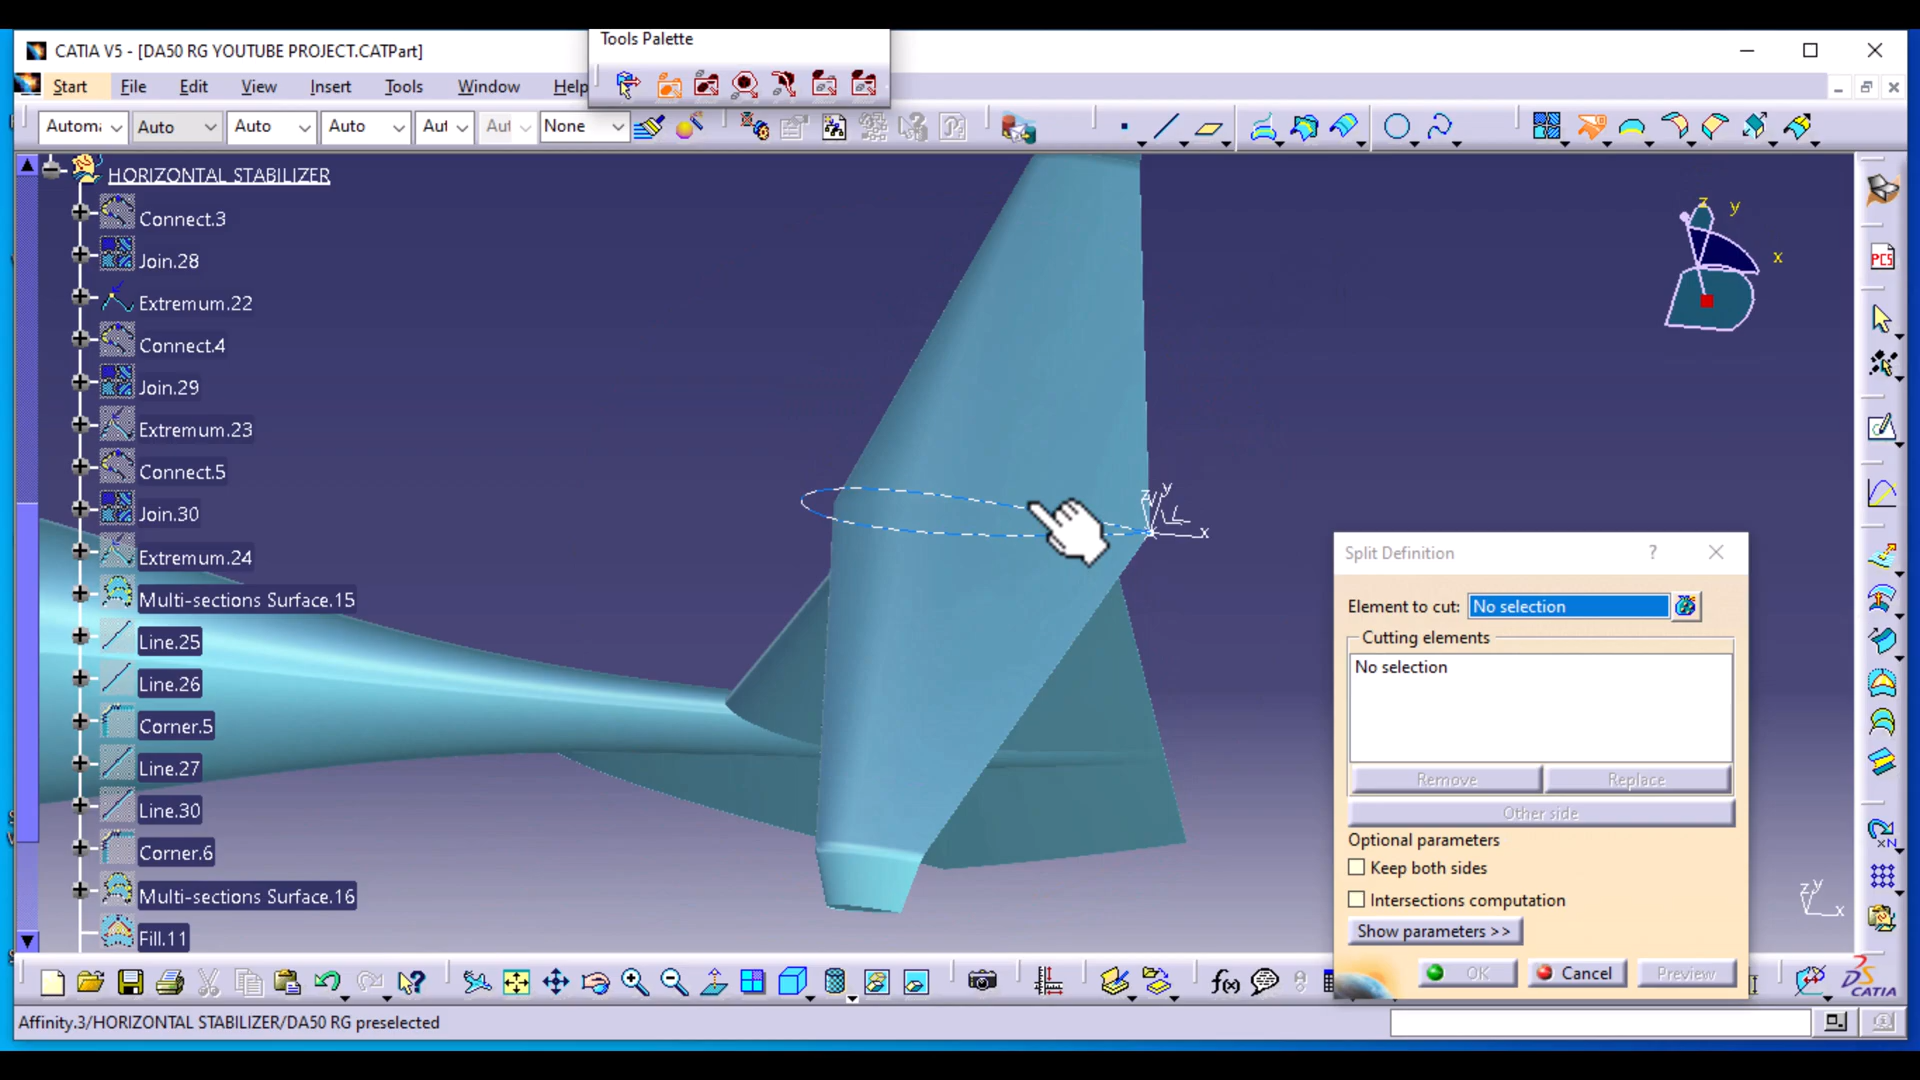 Tools Palette
CATIA V5 - [DA50 RG YOUTUBE PROJECT.CATPart]
Start File Edit View Insert Tools Window Help
Auto Auto Auto None
HORIZONTAL STABILIZER
Connect.3
Join.28
Extremum.22
Connect.4
Join.29
Extremum.23
Connect.5
Join.30
Extremum.24
Multi-sections Surface.15
Line.25
Line.26
Corner.5
Line.27
Line.30
Corner.6
Multi-sections Surface.16
Fill.11
z y
x
z y
x
PCS
Split Definition ?
Element to cut: No selection
Cutting elements
No selection
Remove Replace
Other side
Optional parameters
Keep both sides
Intersections computation
Show parameters >>
OK Cancel Preview
z y
x
CATIA
Affinity.3/HORIZONTAL STABILIZER/DA50 RG preselected